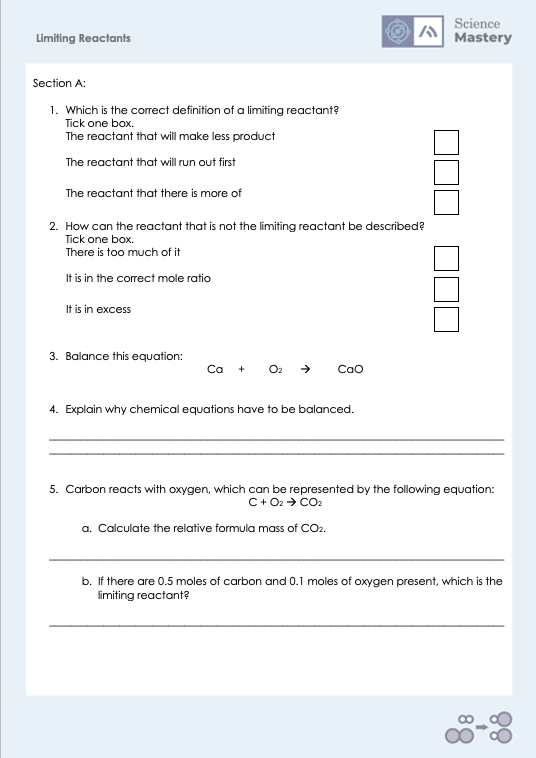 Limiting Reactants
Science
Mastery
Section A:
1. Which is the correct definition of a limiting reactant?
Tick one box.
The reactant that will make less product
The reactant that will run out first
The reactant that there is more of
2. How can the reactant that is not the limiting reactant be described?
Tick one box.
There is too much of it
It is in the correct mole ratio
It is in excess
3. Balance this equation:
Ca + O₂ → CaO
4. Explain why chemical equations have to be balanced.
5. Carbon reacts with oxygen, which can be represented by the following equation:
C + O₂ → CO₂
a. Calculate the relative formula mass of CO₂.
b. If there are 0.5 moles of carbon and 0.1 moles of oxygen present, which is the
limiting reactant?